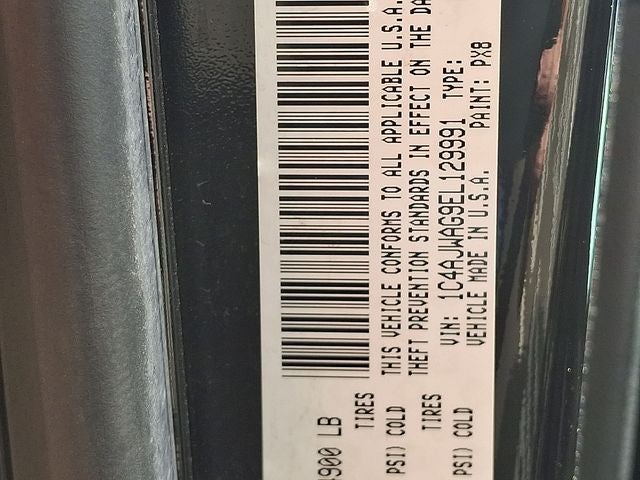 900 LB
TIRES
PSI) COLD
TIRES
PSI) COLD
THIS VEHICLE CONFORMS TO ALL APPLICABLE U.S.A.
THEFT PREVENTION STANDARDS IN EFFECT ON THE DA
VIN: 1C4AJWAG9EL129991 TYPE:
VEHICLE MADE IN U.S.A. PAINT: PX8